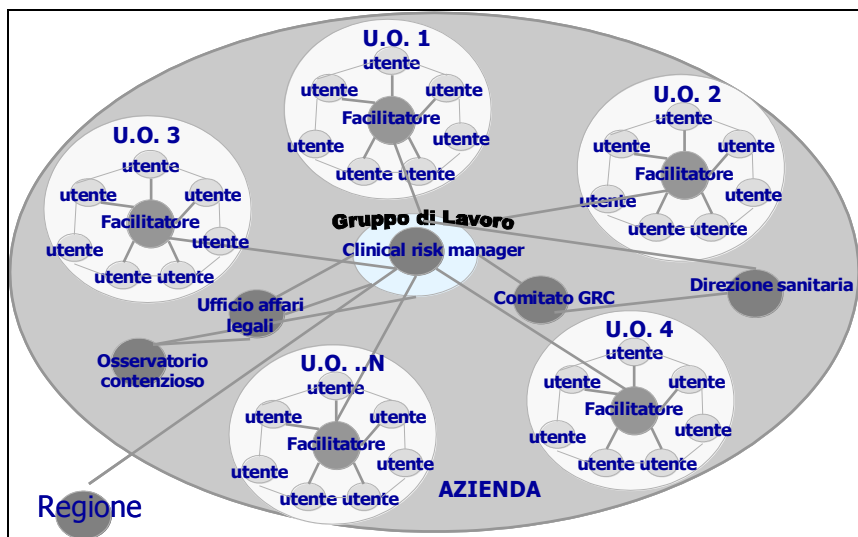 U.O. 1
utente
utente
utente
Facilitatore
utente
utente
utente
utente
U.O. 2
utente
utente
utente
Facilitatore
utente
utente
utente
utente
U.O. 3
utente
utente
utente
Facilitatore
utente
utente
utente
utente
Gruppo di Lavoro
Clinical risk manager
Ufficio affari
legali
Comitato GRC
Direzione sanitaria
Osservatorio
contenzioso
U.O. ..N
utente
utente
utente
Facilitatore
utente
utente
utente
utente
U.O. 4
utente
utente
utente
Facilitatore
utente
utente
utente
utente
AZIENDA
Regione